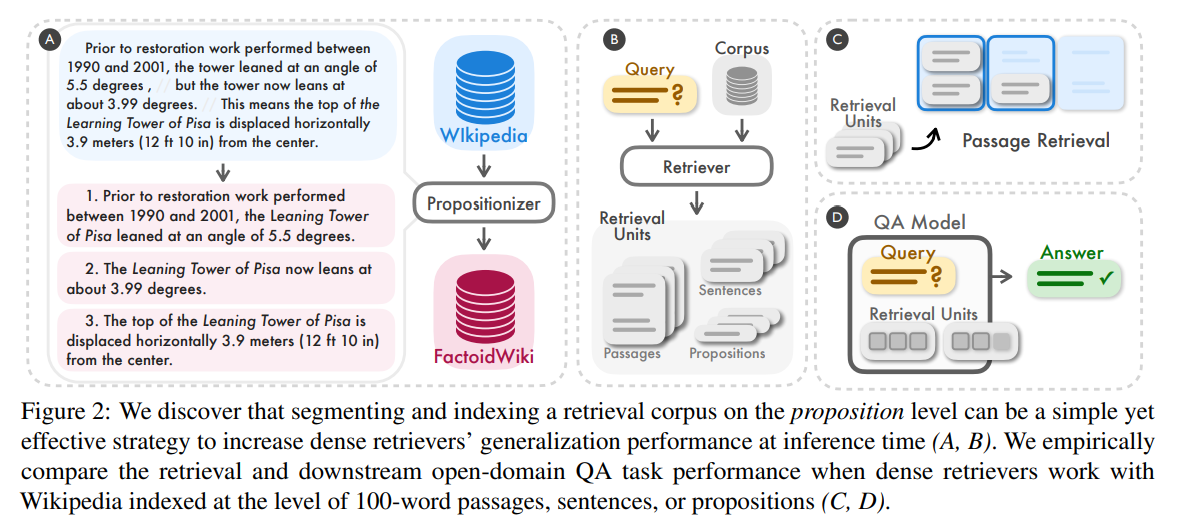 A
Prior to restoration work performed between
1990 and 2001, the tower leaned at an angle of
5.5 degrees , // but the tower now leans at
about 3.99 degrees. // This means the top of the
Learning Tower of Pisa is displaced horizontally
3.9 meters (12 ft 10 in) from the center.
1. Prior to restoration work performed
between 1990 and 2001, the Leaning Tower
of Pisa leaned at an angle of 5.5 degrees.
2. The Leaning Tower of Pisa now leans at
about 3.99 degrees.
3. The top of the Leaning Tower of Pisa is
displaced horizontally 3.9 meters (12 ft 10 in)
from the center.
WIkipedia
Propositionizer
FactoidWiki
B
Query
?
Corpus
Retriever
Retrieval
Units
Sentences
Passages
Propositions
C
Retrieval
Units
Passage Retrieval
D
QA Model
Query
?
Answer
Retrieval Units
Figure 2: We discover that segmenting and indexing a retrieval corpus on the proposition level can be a simple yet
effective strategy to increase dense retrievers’ generalization performance at inference time (A, B). We empirically
compare the retrieval and downstream open-domain QA task performance when dense retrievers work with
Wikipedia indexed at the level of 100-word passages, sentences, or propositions (C, D).